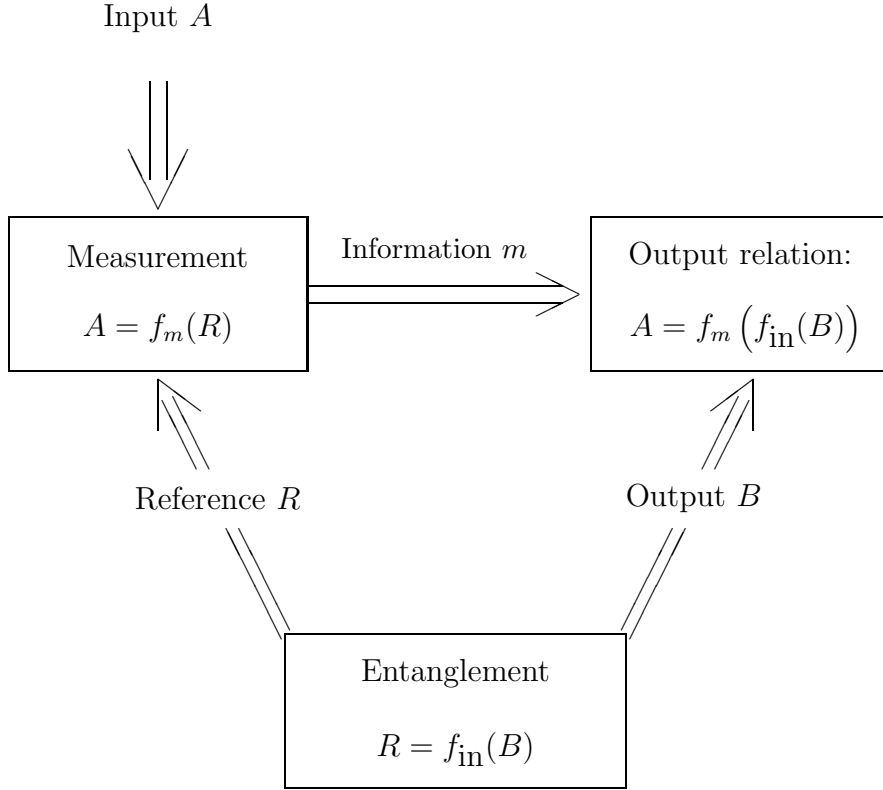 Input A
Measurement
A = f_m(R)
Information m
Output relation:
A = f_m (f_in(B))
Reference R
Output B
Entanglement
R = f_in(B)